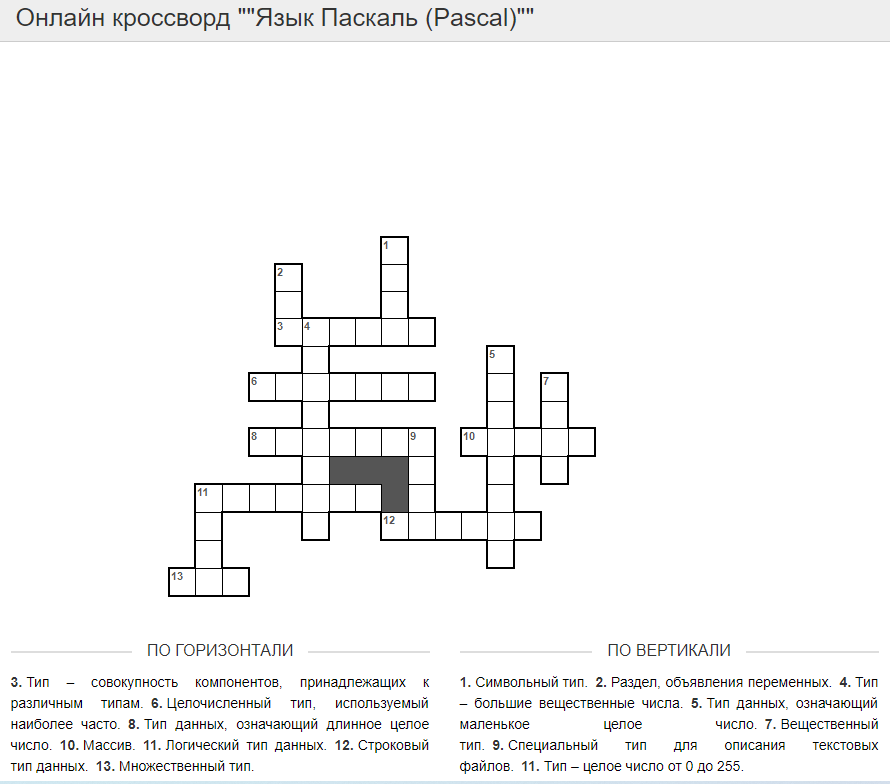 Онлайн кроссворд ""Язык Паскаль (Pascal)""
1
2
3 4
5
6 7
8 9 10
11
12
13
ПО ГОРИЗОНТАЛИ
3. Тип – совокупность компонентов, принадлежащих к
различным типам. 6. Целочисленный тип, используемый
наиболее часто. 8. Тип данных, означающий длинное целое
число. 10. Массив. 11. Логический тип данных. 12. Строковый
тип данных. 13. Множественный тип.
ПО ВЕРТИКАЛИ
1. Символьный тип. 2. Раздел, объявления переменных. 4. Тип
– большие вещественные числа. 5. Тип данных, означающий
маленькое целое число. 7. Вещественный
тип. 9. Специальный тип для описания текстовых
файлов. 11. Тип – целое число от 0 до 255.